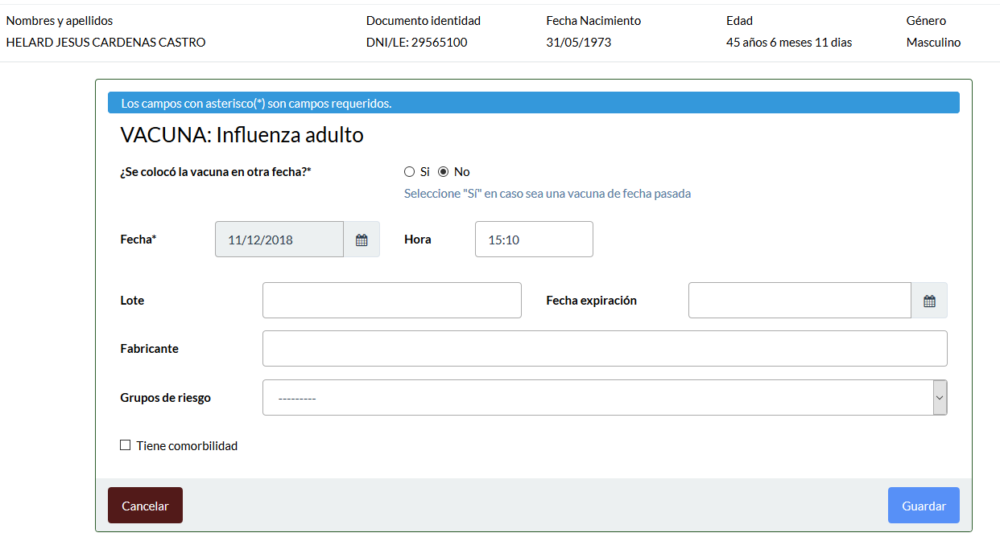 Nombres y apellidos Documento identidad Fecha Nacimiento Edad Género
HELARD JESUS CARDENAS CASTRO DNI/LE: 29565100 31/05/1973 45 años 6 meses 11 dias Masculino
Los campos con asterisco(*) son campos requeridos.
VACUNA: Influenza adulto
¿Se colocó la vacuna en otra fecha?* Si No
Seleccione "Sí" en caso sea una vacuna de fecha pasada
Fecha* 11/12/2018 Hora 15:10
Lote Fecha expiración
Fabricante
Grupos de riesgo ---------
Tiene comorbilidad
Cancelar Guardar